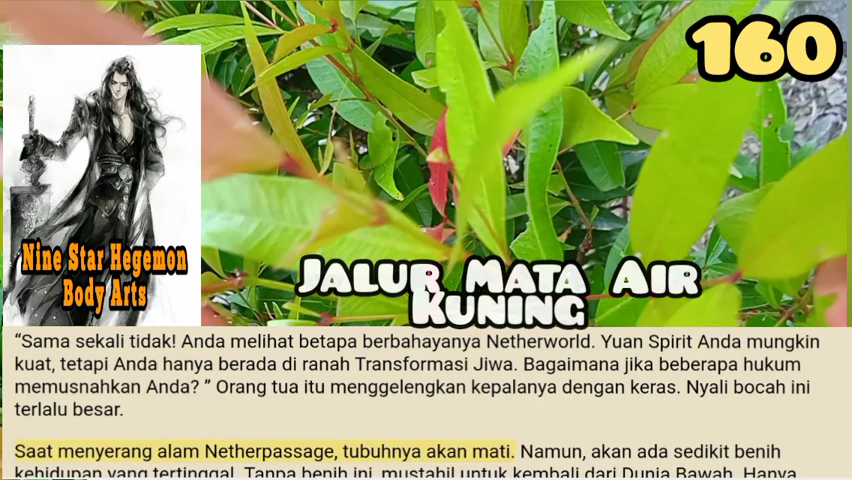 160
Nine Star Hegemon
Body Arts
Jalur Mata Air
Kuning
“Sama sekali tidak! Anda melihat betapa berbahayanya Netherworld. Yuan Spirit Anda mungkin
kuat, tetapi Anda hanya berada di ranah Transformasi Jiwa. Bagaimana jika beberapa hukum
memusnahkan Anda? ” Orang tua itu menggelengkan kepalanya dengan keras. Nyali bocah ini
terlalu besar.
Saat menyerang alam Netherpassage, tubuhnya akan mati. Namun, akan ada sedikit benih
kehidupan yang tertinggal. Tanpa benih ini, mustahil untuk kembali dari Dunia Bawah. Hanya